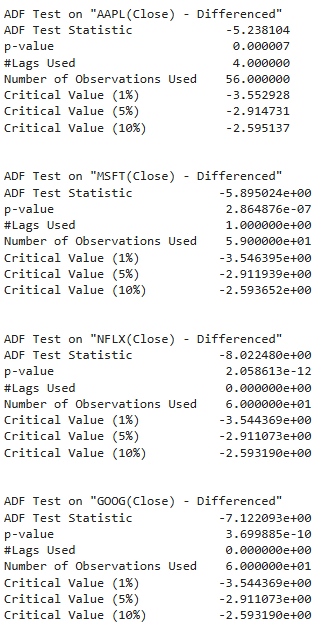 ADF Test on "AAPL(Close) - Differenced"
ADF Test Statistic -5.238104
p-value 0.000007
#Lags Used 4.000000
Number of Observations Used 56.000000
Critical Value (1%) -3.552928
Critical Value (5%) -2.914731
Critical Value (10%) -2.595137
ADF Test on "MSFT(Close) - Differenced"
ADF Test Statistic -5.895024e+00
p-value 2.864876e-07
#Lags Used 1.000000e+00
Number of Observations Used 5.900000e+01
Critical Value (1%) -3.546395e+00
Critical Value (5%) -2.911939e+00
Critical Value (10%) -2.593652e+00
ADF Test on "NFLX(Close) - Differenced"
ADF Test Statistic -8.022480e+00
p-value 2.058613e-12
#Lags Used 0.000000e+00
Number of Observations Used 6.000000e+01
Critical Value (1%) -3.544369e+00
Critical Value (5%) -2.911073e+00
Critical Value (10%) -2.593190e+00
ADF Test on "GOOG(Close) - Differenced"
ADF Test Statistic -7.122093e+00
p-value 3.699885e-10
#Lags Used 0.000000e+00
Number of Observations Used 6.000000e+01
Critical Value (1%) -3.544369e+00
Critical Value (5%) -2.911073e+00
Critical Value (10%) -2.593190e+00